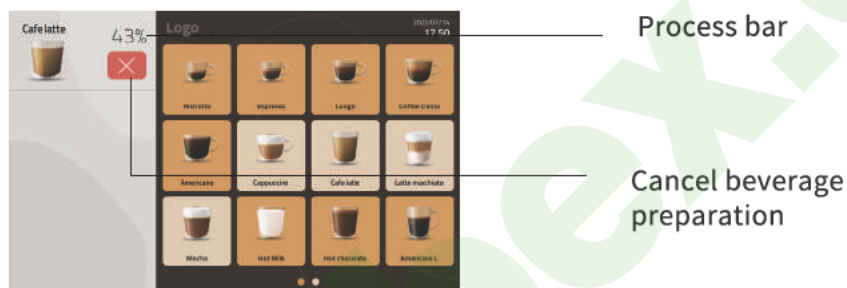 Cafe latte
43%
Logo
2022/07/14
17 50
Process bar
Ristretto
Espresso
Lungo
Coffee Crema
Americano
Cappuccino
Cafe latte
Latte machiato
Cancel beverage
preparation
Mocha
Hot Milk
Hot chocolate
Americano L